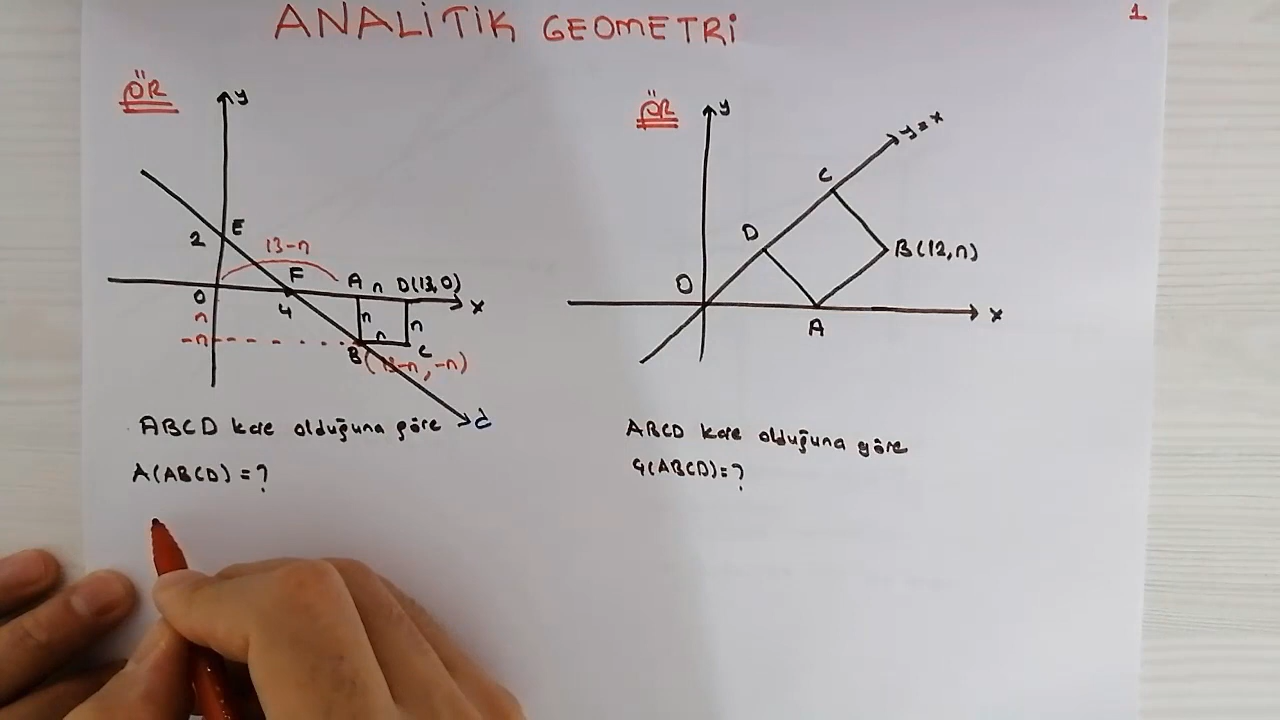 ANALİTİK GEOMETRİ
1
ÖR
y
E
2
13-n
F
A n D(13,0)
x
0
4
n
n
n
n
-n
B(13-n,-n)
C
d
ABCD kare olduğuna göre
A(ABCD)=?
ÖR
y
y=x
C
D
B(12,n)
O
A
x
ABCD kare olduğuna göre
Ç(ABCD)=?